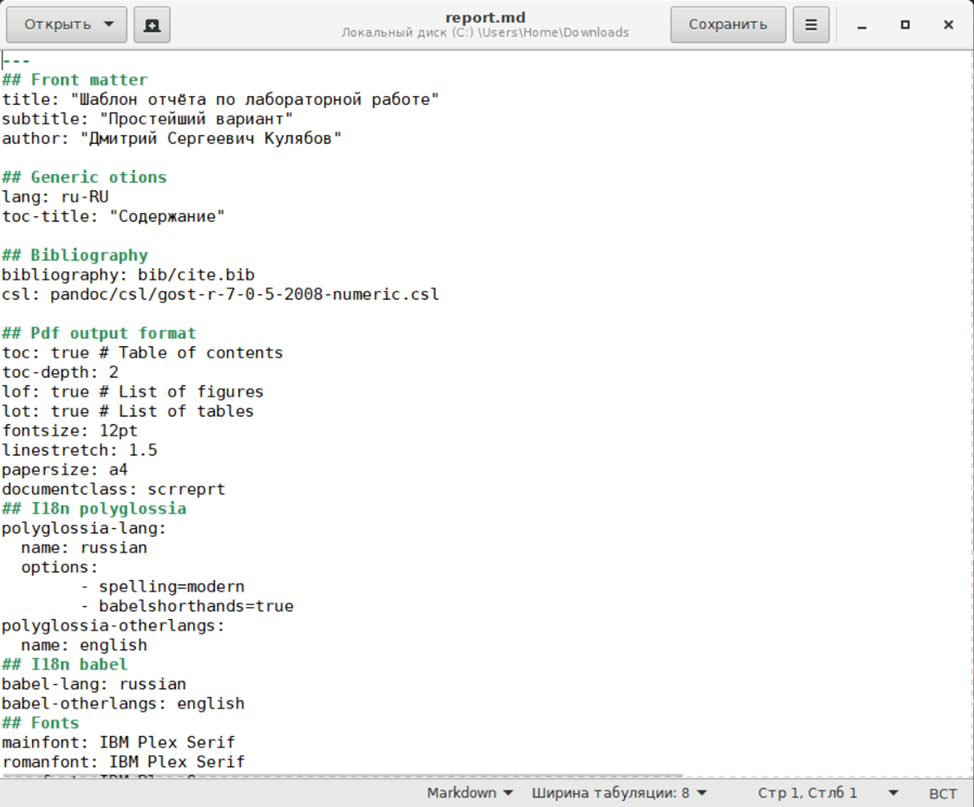 Открыть
report.md
Локальный диск (C:) \Users\Home\Downloads
Сохранить
---
## Front matter
title: "Шаблон отчёта по лабораторной работе"
subtitle: "Простейший вариант"
author: "Дмитрий Сергеевич Кулябов"
## Generic otions
lang: ru-RU
toc-title: "Содержание"
## Bibliography
bibliography: bib/cite.bib
csl: pandoc/csl/gost-r-7-0-5-2008-numeric.csl
## Pdf output format
toc: true # Table of contents
toc-depth: 2
lof: true # List of figures
lot: true # List of tables
fontsize: 12pt
linestretch: 1.5
papersize: a4
documentclass: scrreprt
## I18n polyglossia
polyglossia-lang:
  name: russian
  options:
        - spelling=modern
        - babelshorthands=true
polyglossia-otherlangs:
  name: english
## I18n babel
babel-lang: russian
babel-otherlangs: english
## Fonts
mainfont: IBM Plex Serif
romanfont: IBM Plex Serif
Markdown Ширина табуляции: 8 Стр 1, Стлб 1 ВСТ